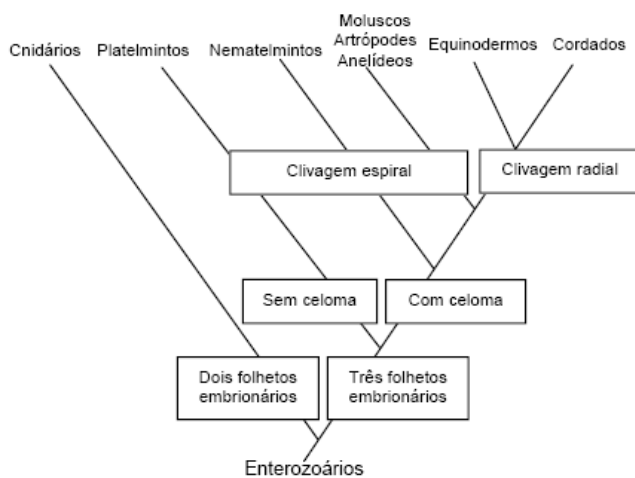 Cnidários
Platelmintos
Nematelmintos
Moluscos
Artrópodes
Anelídeos
Equinodermos
Cordados
Clivagem espiral
Clivagem radial
Sem celoma
Com celoma
Dois folhetos
embrionários
Três folhetos
embrionários
Enterozoários